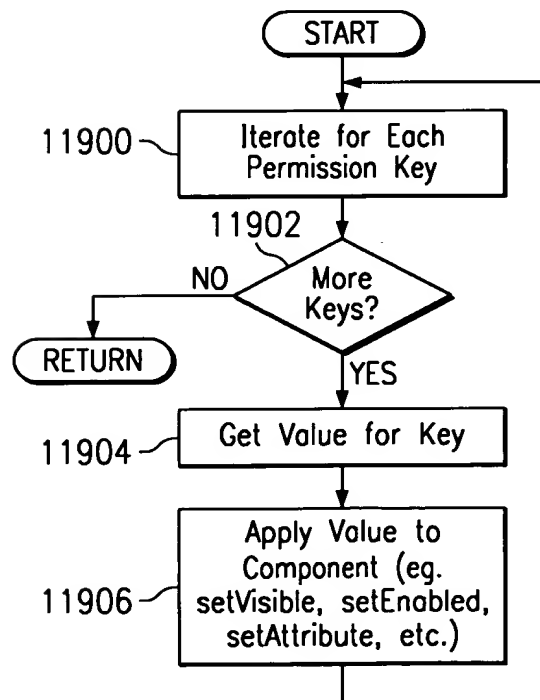 START
11900
Iterate for Each
Permission Key
11902
More
Keys?
NO
RETURN
YES
11904
Get Value for Key
11906
Apply Value to
Component (eg.
setVisible, setEnabled,
setAttribute, etc.)